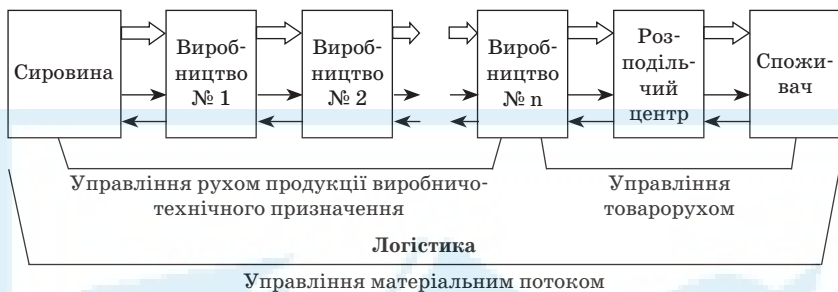 Сировина
Вироб-
ництво
№ 1
Вироб-
ництво
№ 2
Вироб-
ництво
№ n
Роз-
поділь-
чий
центр
Спожи-
вач
Управління рухом продукції виробничо-
технічного призначення
Управління
товарорухом
Логістика
Управління матеріальним потоком